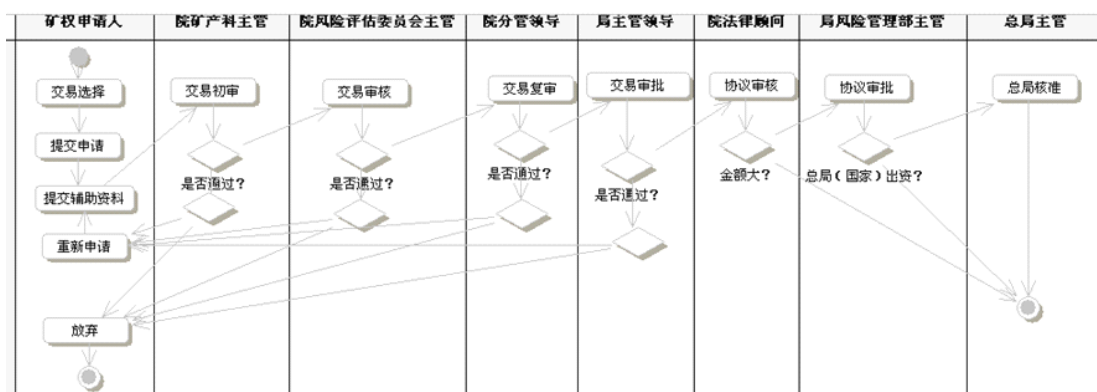 矿权申请人 院矿产科主管 院风险评估委员会主管 院分管领导 局主管领导 院法律顾问 局风险管理部主管 总局主管
交易选择 交易初审 交易审核 交易复审 交易审批 协议审核 协议审批 总局核准
提交申请
是否通过? 是否通过? 是否通过? 是否通过? 金额大? 总局(国家)出资?
提交辅助资料
重新申请
放弃